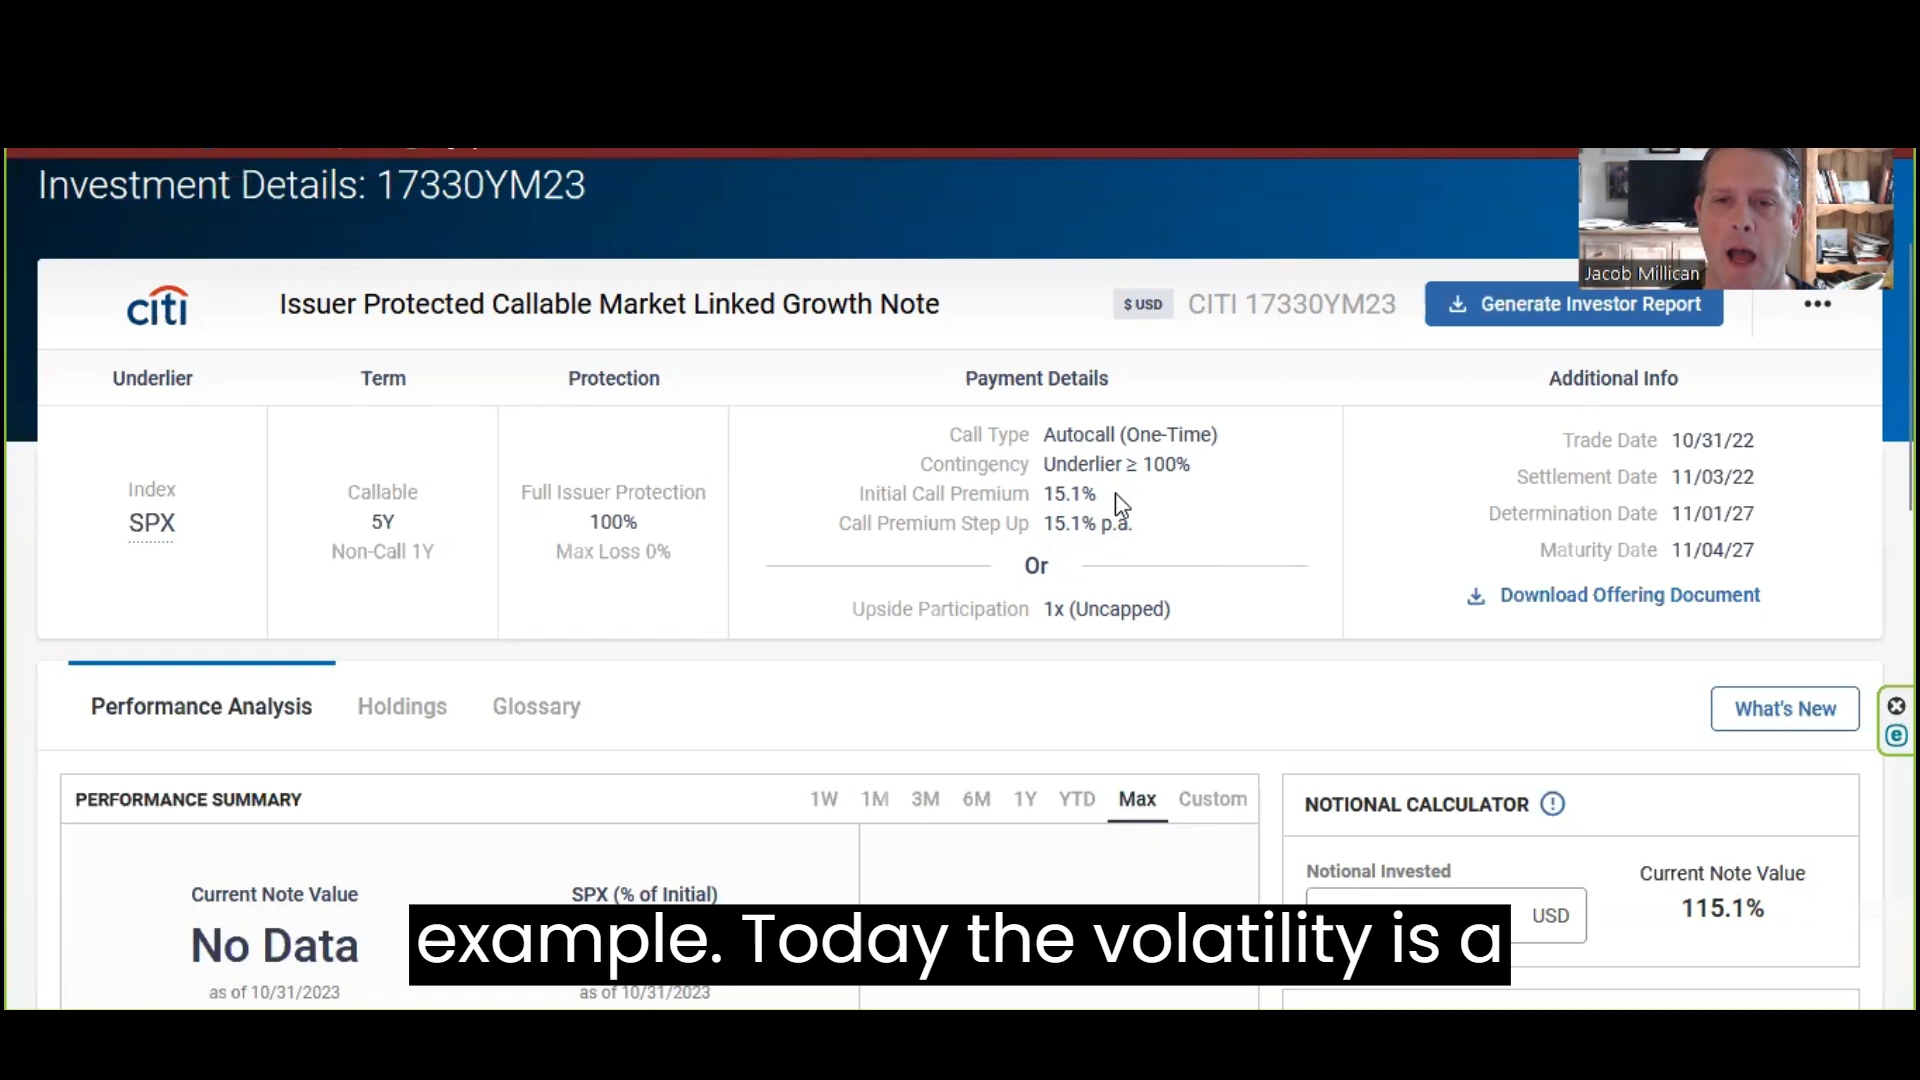 Investment Details: 17330YM23
Jacob Millican
citi
Issuer Protected Callable Market Linked Growth Note
$ USD
CITI 17330YM23
Generate Investor Report
Underlier
Term
Protection
Payment Details
Additional Info
Index
SPX
Callable
5Y
Non-Call 1Y
Full Issuer Protection
100%
Max Loss 0%
Call Type Autocall (One-Time)
Contingency Underlier ≥ 100%
Initial Call Premium 15.1%
Call Premium Step Up 15.1% p.a.
Or
Upside Participation 1x (Uncapped)
Trade Date 10/31/22
Settlement Date 11/03/22
Determination Date 11/01/27
Maturity Date 11/04/27
Download Offering Document
Performance Analysis
Holdings
Glossary
What's New
PERFORMANCE SUMMARY
1W 1M 3M 6M 1Y YTD Max Custom
NOTIONAL CALCULATOR
Current Note Value
No Data
as of 10/31/2023
SPX (% of Initial)
as of 10/31/2023
Notional Invested
USD
Current Note Value
115.1%
example. Today the volatility is a